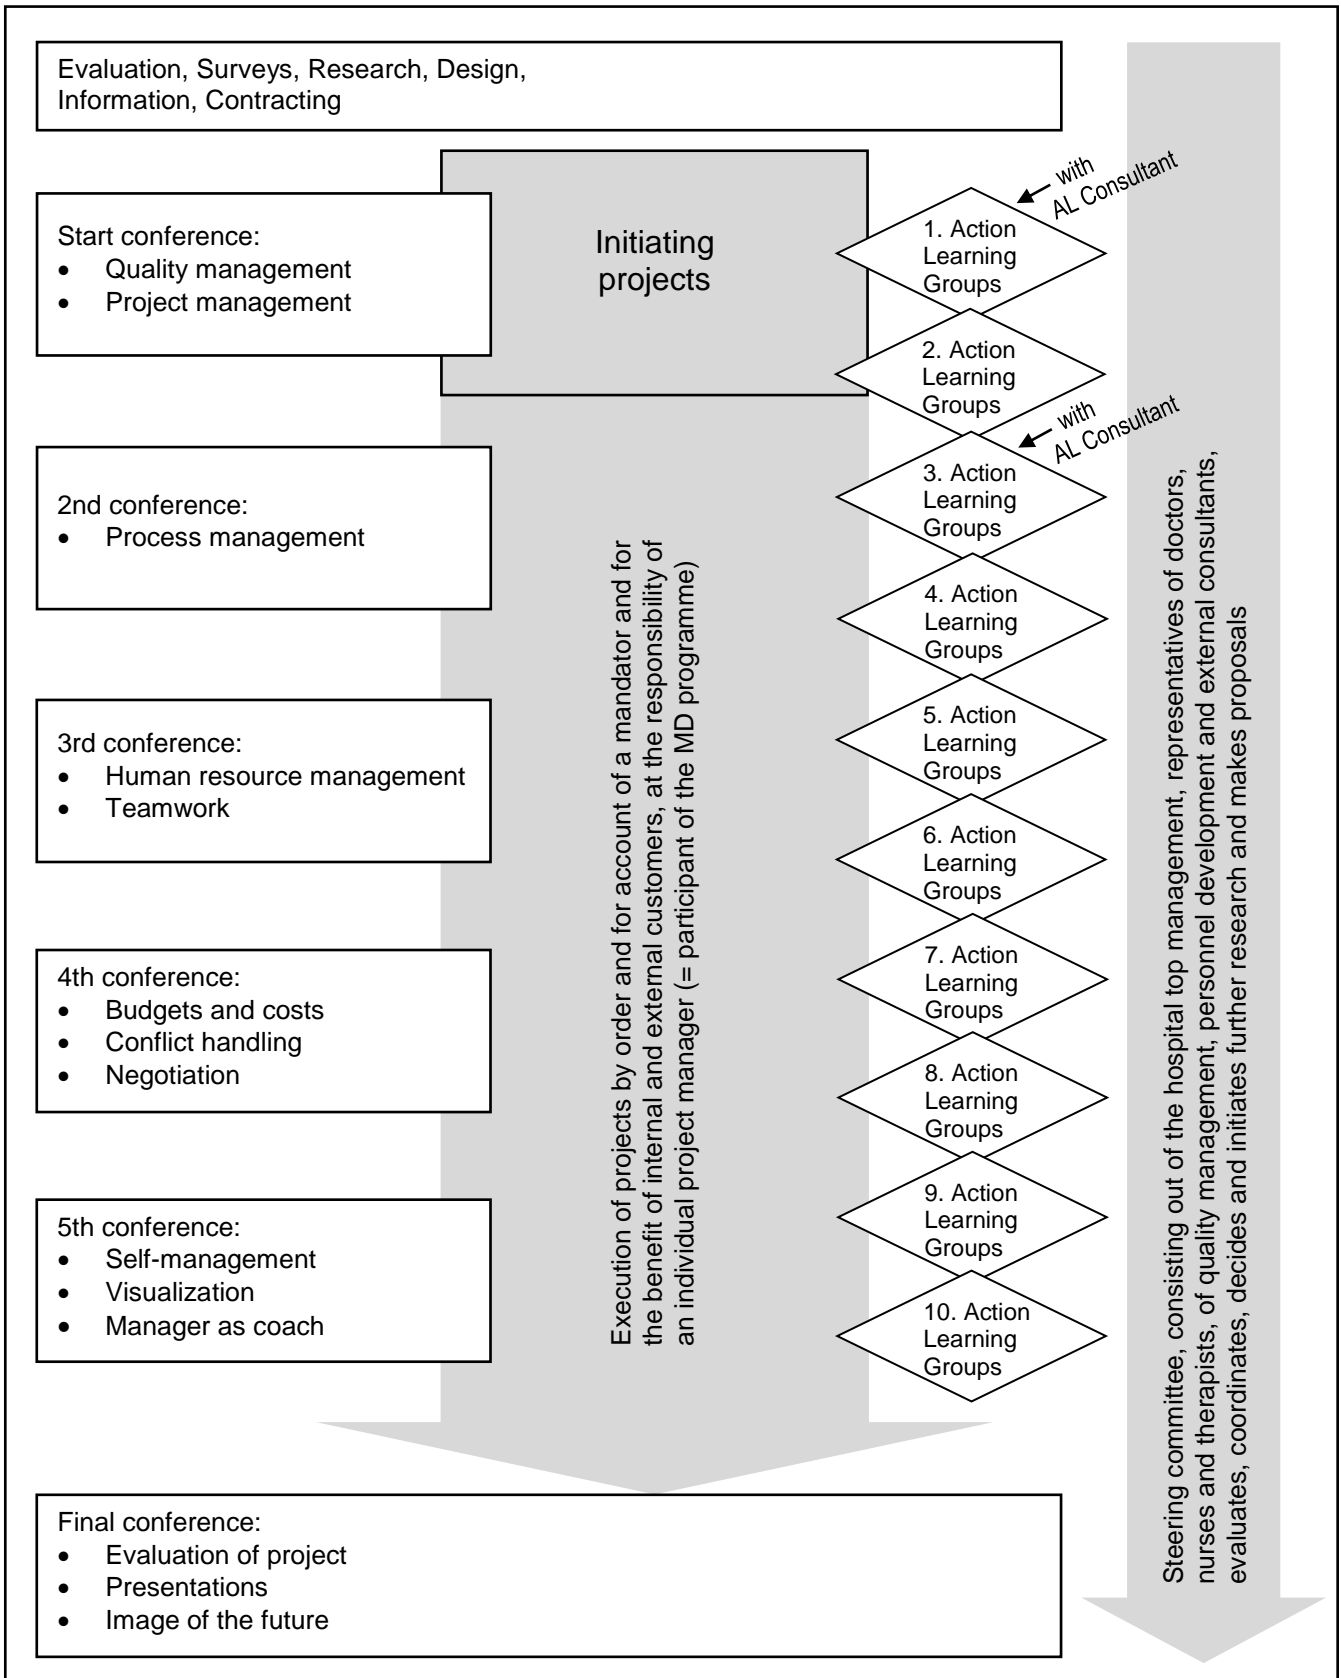 Evaluation, Surveys, Research, Design,
Information, Contracting
Start conference:
• Quality management
• Project management
Initiating
projects
with
AL Consultant
1. Action
Learning
Groups
2. Action
Learning
Groups
with
AL Consultant
3. Action
Learning
Groups
2nd conference:
• Process management
4. Action
Learning
Groups
3rd conference:
• Human resource management
• Teamwork
5. Action
Learning
Groups
6. Action
Learning
Groups
4th conference:
• Budgets and costs
• Conflict handling
• Negotiation
7. Action
Learning
Groups
8. Action
Learning
Groups
5th conference:
• Self-management
• Visualization
• Manager as coach
9. Action
Learning
Groups
10. Action
Learning
Groups
Execution of projects by order and for account of a mandator and for
the benefit of internal and external customers, at the responsibility of
an individual project manager (= participant of the MD programme)
Steering committee, consisting out of the hospital top management, representatives of doctors,
nurses and therapists, of quality management, personnel development and external consultants,
evaluates, coordinates, decides and initiates further research and makes proposals
Final conference:
• Evaluation of project
• Presentations
• Image of the future